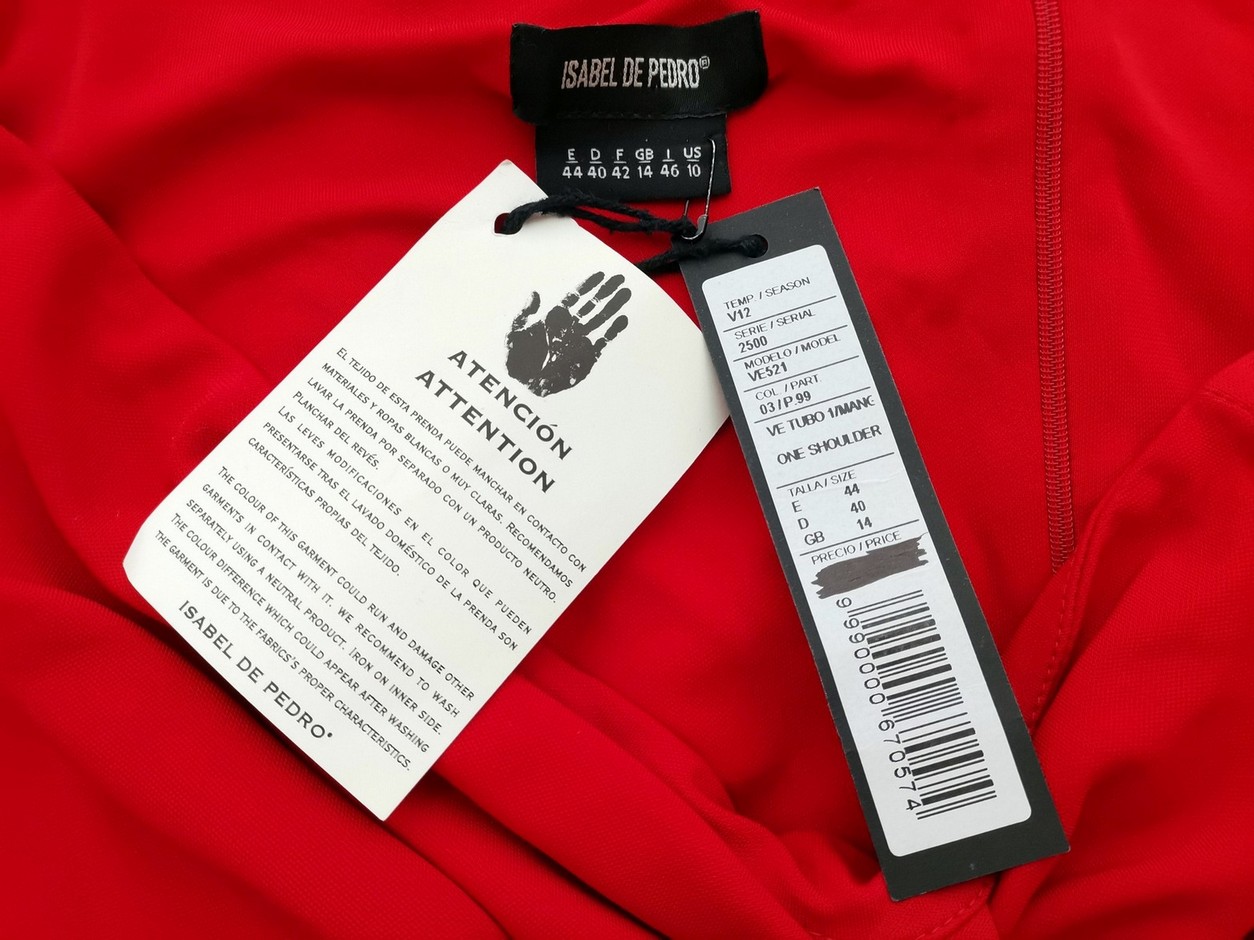 ISABEL DE PEDRO
E D F GB I US
44 40 42 14 46 10
ATENCIÓN
ATTENTION
EL TEJIDO DE ESTA PRENDA PUEDE MANCHAR EN CONTACTO CON
MATERIALES Y ROPAS BLANCAS O MUY CLARAS. RECOMENDAMOS
LAVAR LA PRENDA POR SEPARADO CON UN PRODUCTO NEUTRO.
PLANCHAR DEL REVÉS.
LAS LEVES MODIFICACIONES EN EL COLOR QUE PUEDEN
PRESENTARSE TRAS EL LAVADO DOMÉSTICO DE LA PRENDA SON
CARACTERÍSTICAS PROPIAS DEL TEJIDO.
THE COLOUR OF THIS GARMENT COULD RUN AND DAMAGE OTHER
GARMENTS IN CONTACT WITH IT. WE RECOMMEND TO WASH
SEPARATELY USING A NEUTRAL PRODUCT. IRON ON INNER SIDE.
THE COLOUR DIFFERENCE WHICH COULD APPEAR AFTER WASHING
THE GARMENT IS DUE TO THE FABRICS'S PROPER CHARACTERISTICS.
ISABEL DE PEDRO
TEMP / SEASON
V12
SERIE / SERIAL
2500
MODELO / MODEL
VE521
COL / PART.
03 / P.99
VE TUBO 1/MANG
ONE SHOULDER
TALLA / SIZE
E 44
D 40
GB 14
PRECIO / PRICE
9 990000 670574